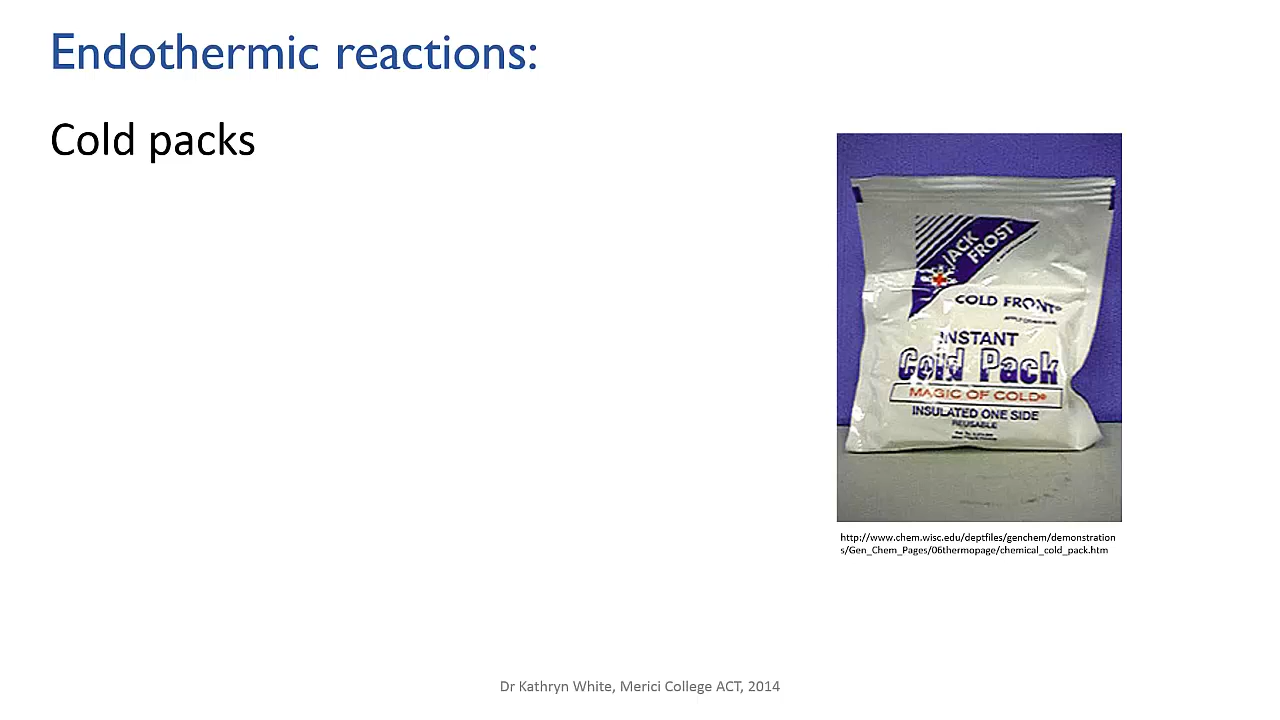 Endothermic reactions:
Cold packs
JACK
FROST
COLD FRONT®
INSTANT
Cold Pack
MAGIC OF COLD®
INSULATED ONE SIDE
REUSABLE
http://www.chem.wisc.edu/deptfiles/genchem/demonstration
s/Gen_Chem_Pages/06thermopage/chemical_cold_pack.htm
Dr Kathryn White, Merici College ACT, 2014